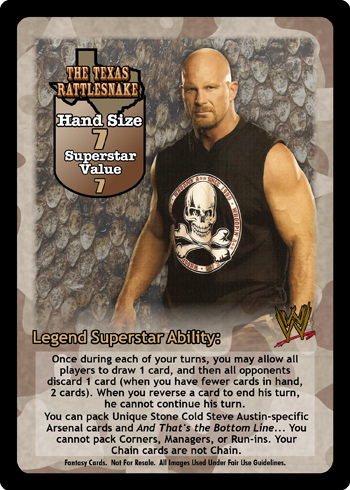 THE TEXAS
RATTLESNAKE
Hand Size
7
Superstar
Value
7
Legend Superstar Ability:
Once during each of your turns, you may allow all
players to draw 1 card, and then all opponents
discard 1 card (when you have fewer cards in hand,
2 cards). When you reverse a card to end his turn,
he cannot continue his turn.
You can pack Unique Stone Cold Steve Austin-specific
Arsenal cards and And That's the Bottom Line... You
cannot pack Corners, Managers, or Run-ins. Your
Chain cards are not Chain.
Fantasy Cards. Not For Resale. All Images Used Under Fair Use Guidelines.